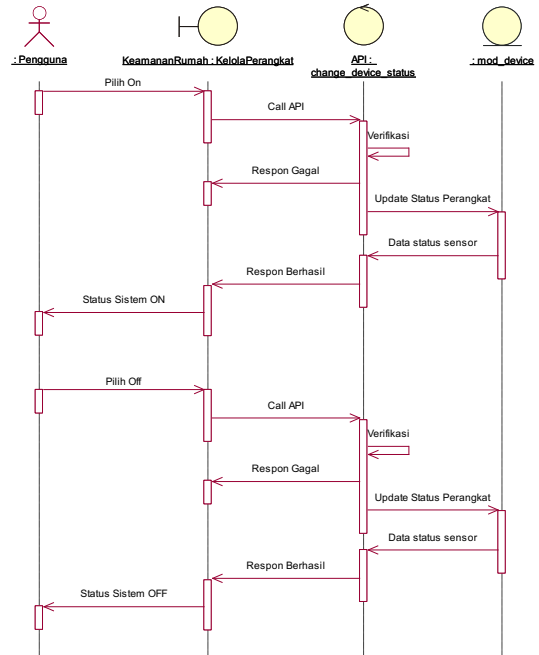 : Pengguna
KeamananRumah : KelolaPerangkat
API :
change_device_status
: mod_device
Pilih On
Call API
Verifikasi
Respon Gagal
Update Status Perangkat
Data status sensor
Respon Berhasil
Status Sistem ON
Pilih Off
Call API
Verifikasi
Respon Gagal
Update Status Perangkat
Data status sensor
Respon Berhasil
Status Sistem OFF